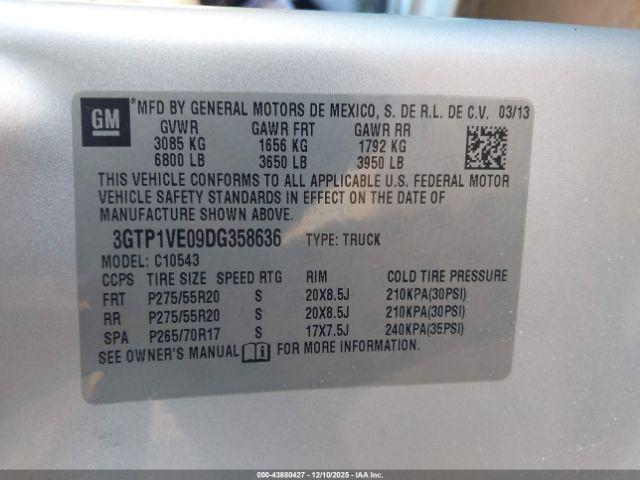 GM *MFD BY GENERAL MOTORS DE MEXICO, S. DE R.L. DE C.V. 03/13
GVWR GAWR FRT GAWR RR
3085 KG 1656 KG 1792 KG
6800 LB 3650 LB 3950 LB
THIS VEHICLE CONFORMS TO ALL APPLICABLE U.S. FEDERAL MOTOR
VEHICLE SAFETY STANDARDS IN EFFECT ON THE DATE OF
MANUFACTURE SHOWN ABOVE.
3GTP1VE09DG358636 TYPE: TRUCK
MODEL: C10543
CCPS TIRE SIZE SPEED RTG RIM COLD TIRE PRESSURE
FRT P275/55R20 S 20X8.5J 210KPA(30PSI)
RR P275/55R20 S 20X8.5J 210KPA(30PSI)
SPA P265/70R17 S 17X7.5J 240KPA(35PSI)
SEE OWNER'S MANUAL FOR MORE INFORMATION.
000-43880427 - 12/10/2025 - IAA Inc.